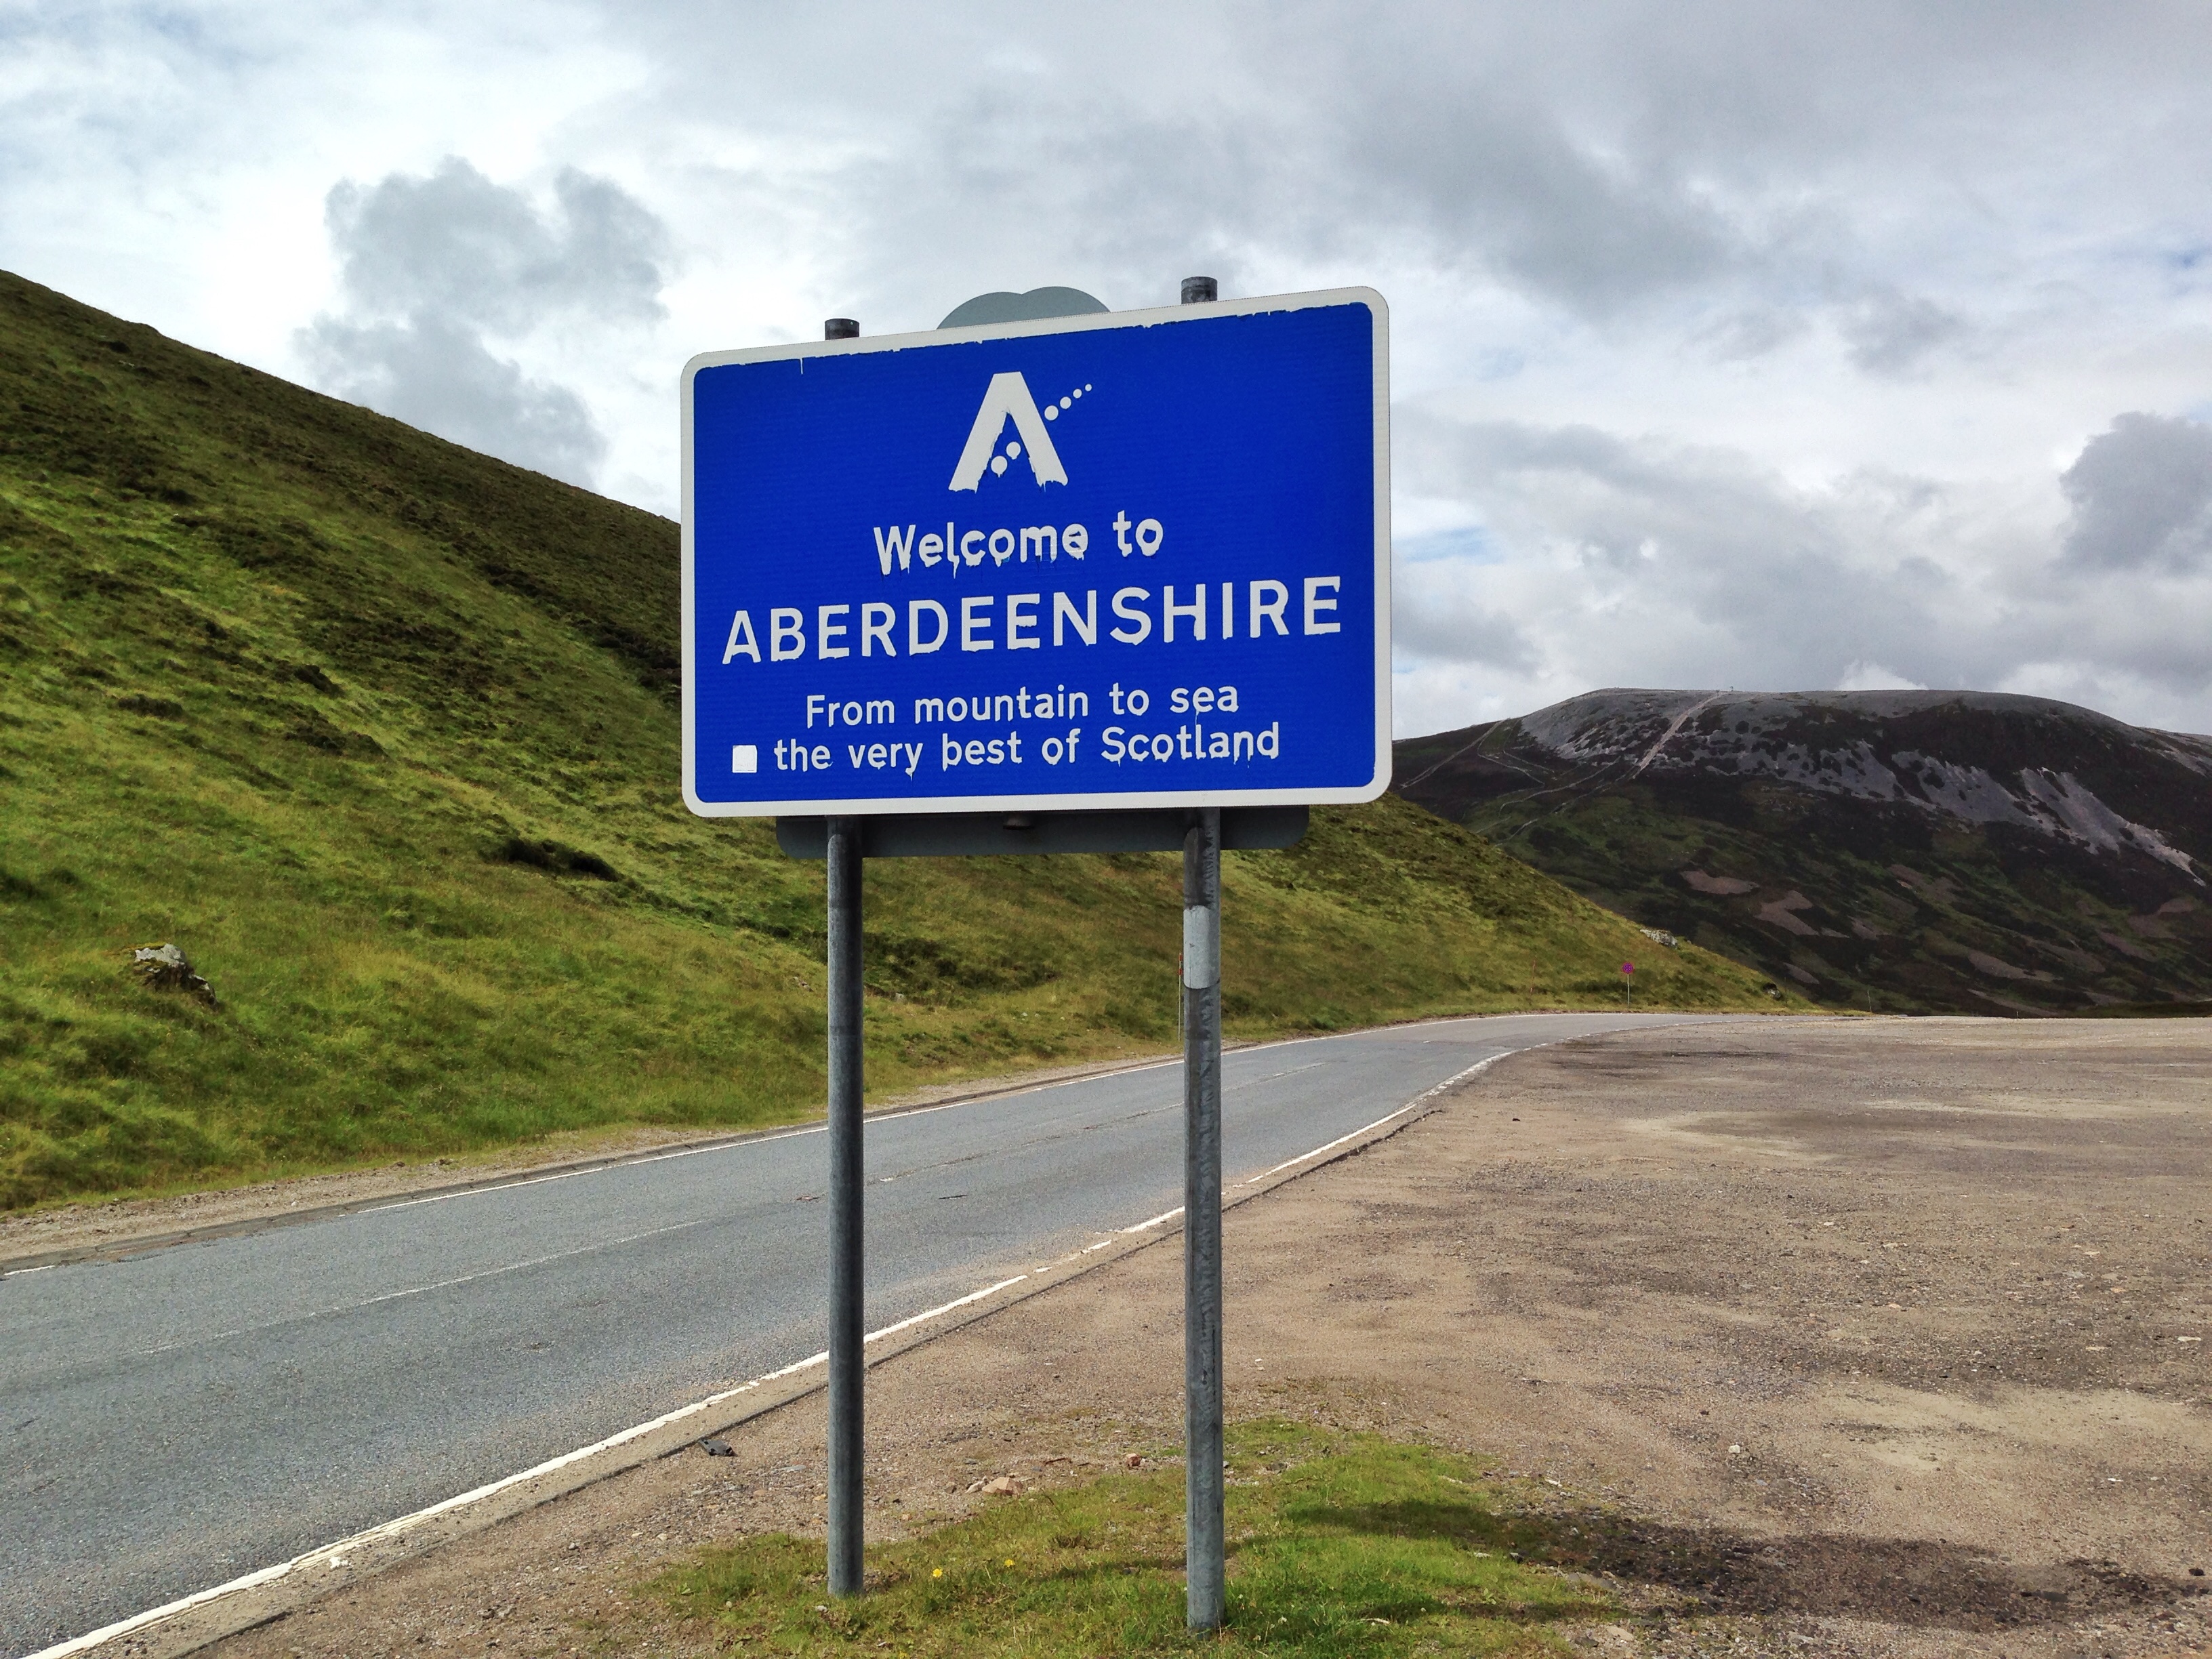 A
Welcome to
ABERDEENSHIRE
From mountain to sea
the very best of Scotland